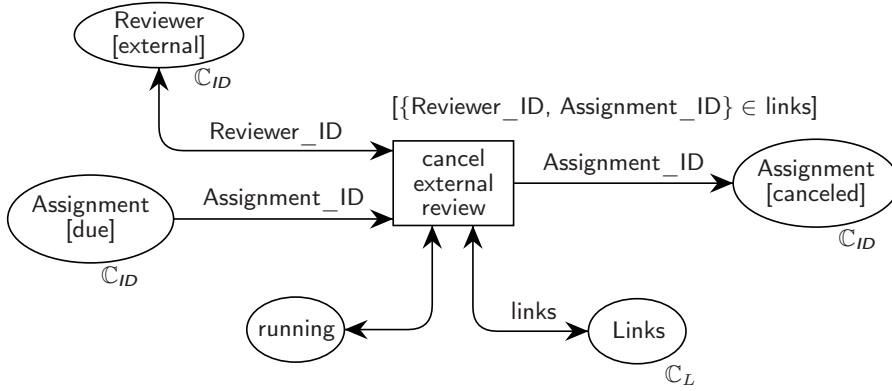 Reviewer
[external]
ℂ_ID
[{Reviewer_ID, Assignment_ID} ∈ links]
Reviewer_ID
cancel
external
review
Assignment_ID
Assignment
[canceled]
ℂ_ID
Assignment_ID
Assignment
[due]
ℂ_ID
running
links
Links
ℂ_L